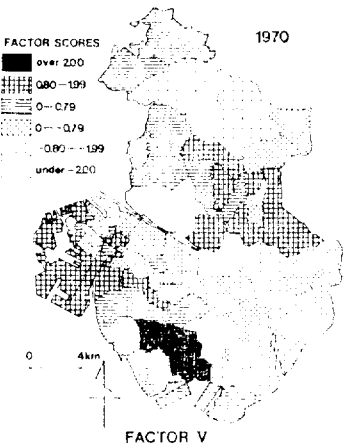 1970
FACTOR SCORES
over 2.00
0.80 - 1.99
0 - 0.79
0 - -0.79
-0.80 - -1.99
under -2.00
0 4km
FACTOR V